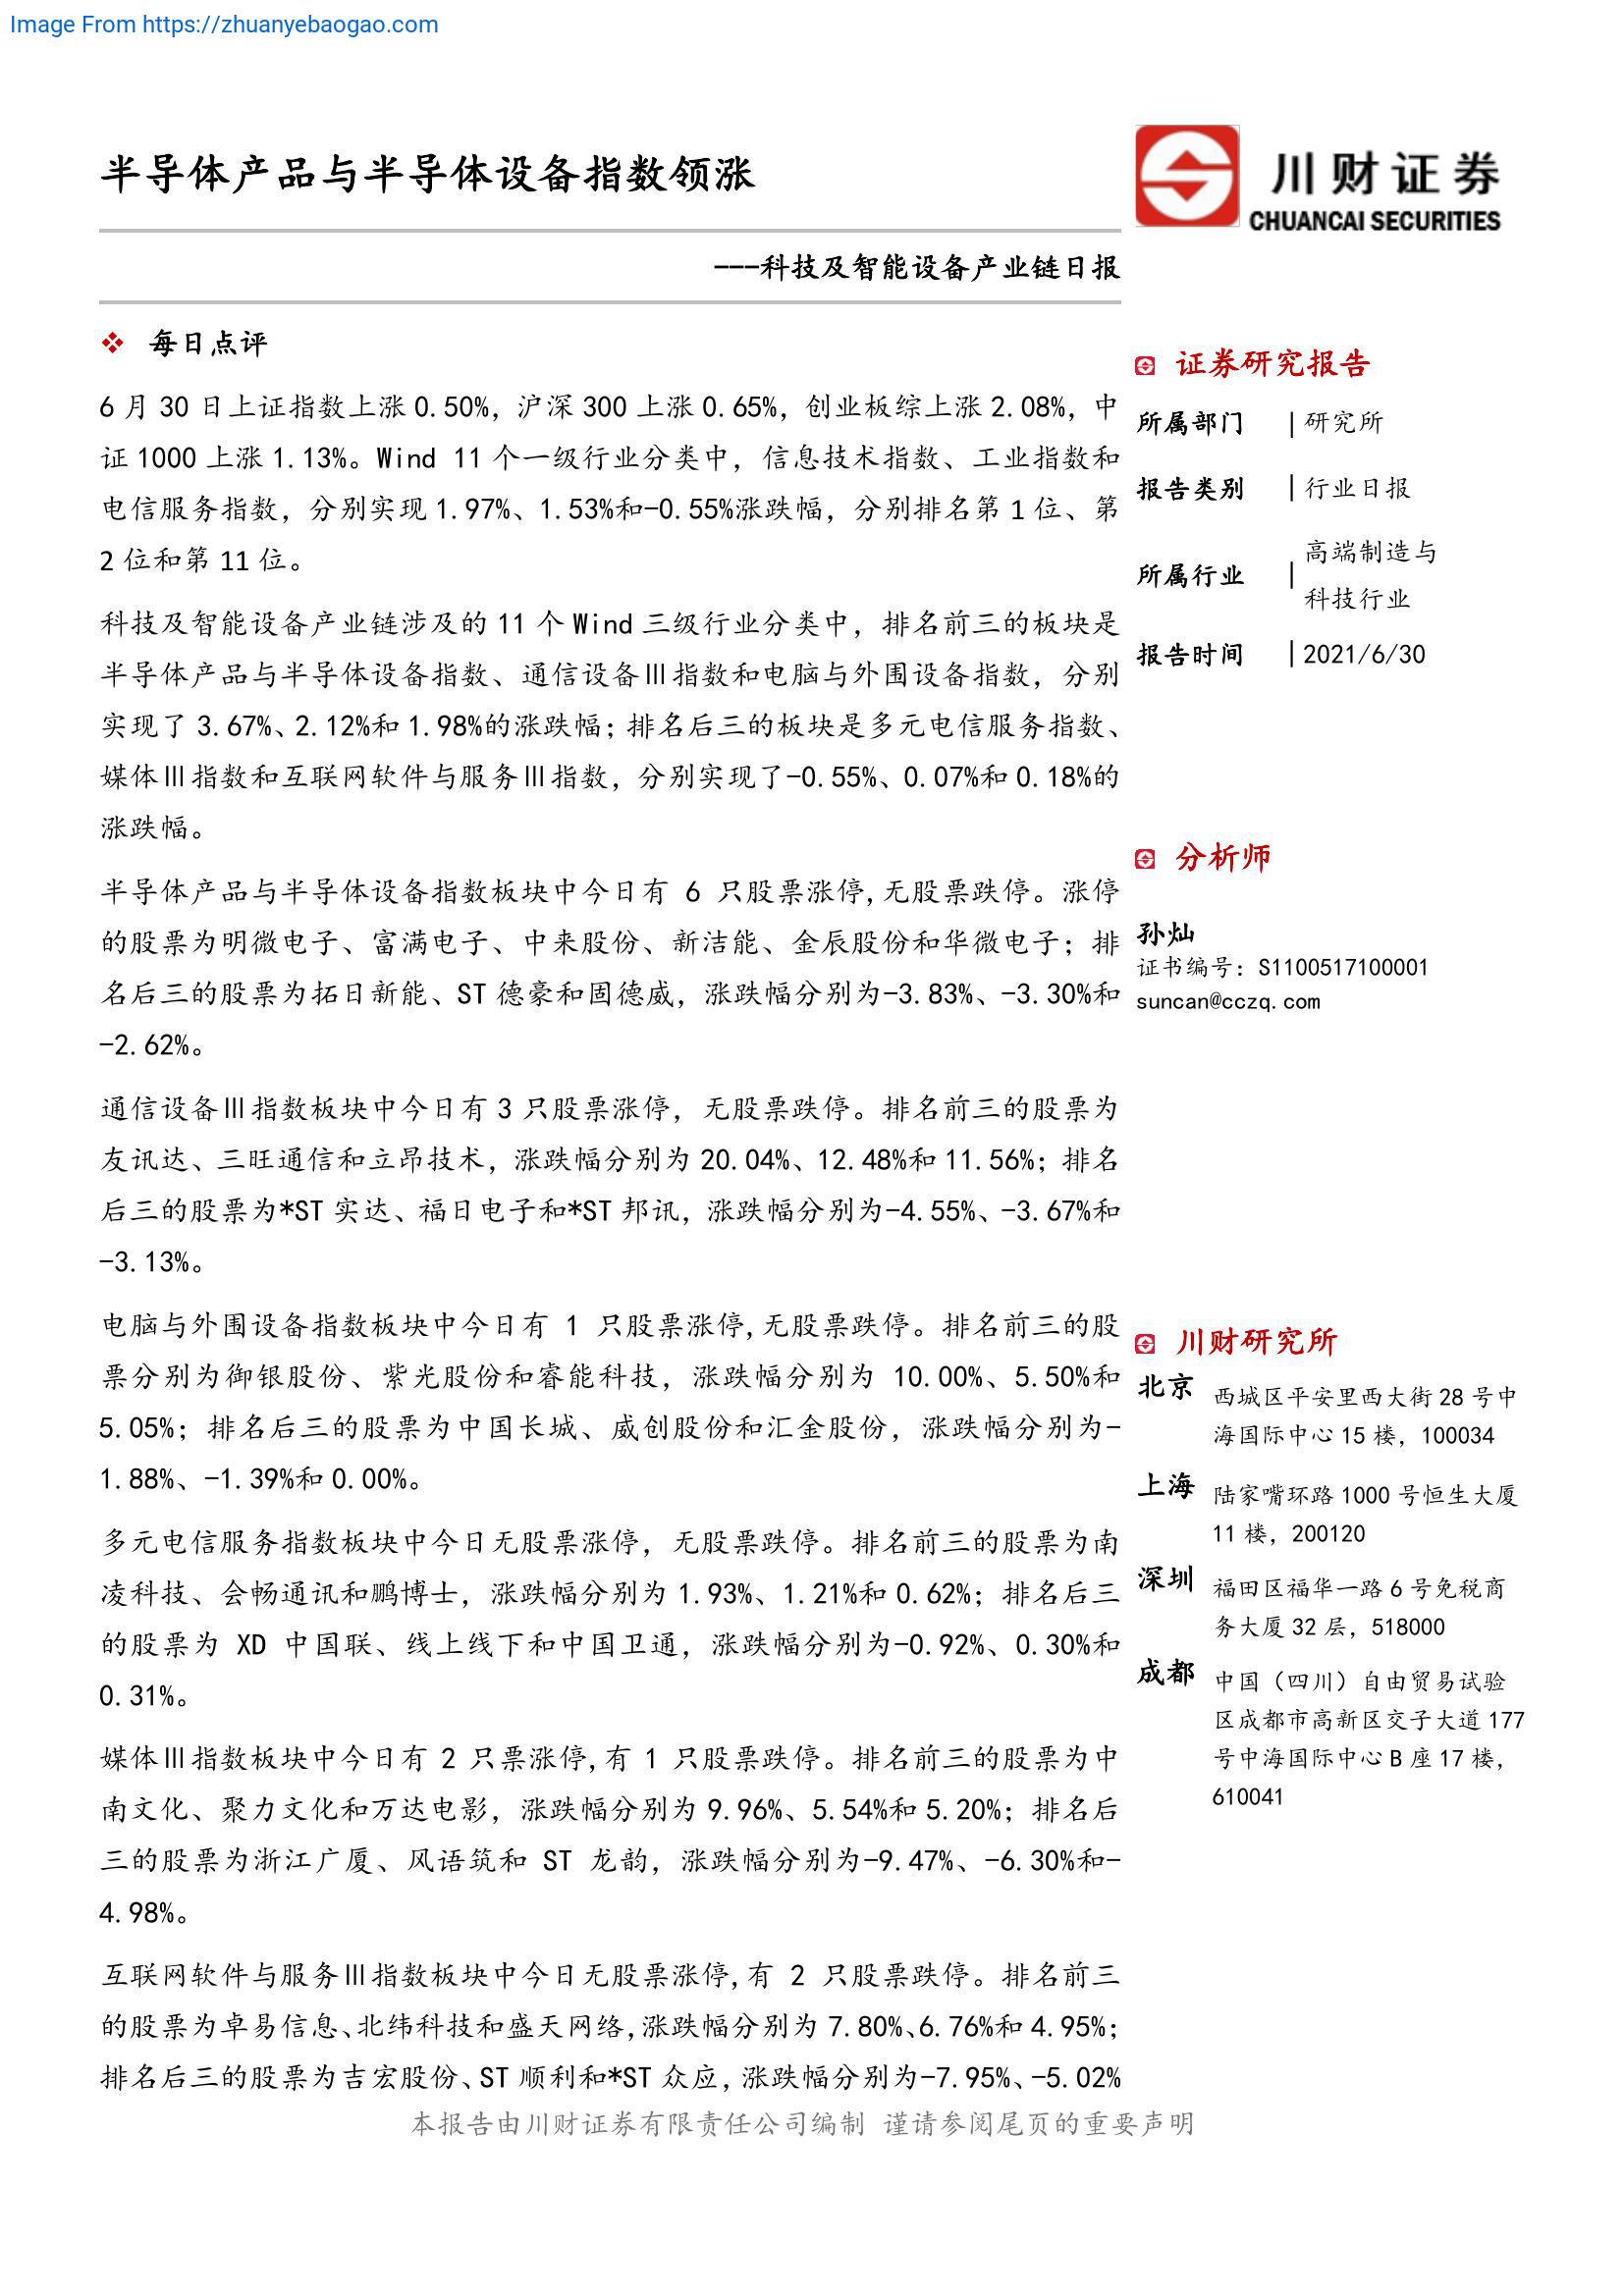 Image From https://zhuanyebaogao.com
半导体产品与半导体设备指数领涨
川财证券
CHUANCAI SECURITIES
---科技及智能设备产业链日报
❖ 每日点评
6 月 30 日上证指数上涨 0.50%，沪深 300 上涨 0.65%，创业板综上涨 2.08%，中
证 1000 上涨 1.13%。Wind 11 个一级行业分类中，信息技术指数、工业指数和
电信服务指数，分别实现 1.97%、1.53%和-0.55%涨跌幅，分别排名第 1 位、第
2 位和第 11 位。
科技及智能设备产业链涉及的 11 个 Wind 三级行业分类中，排名前三的板块是
半导体产品与半导体设备指数、通信设备Ⅲ指数和电脑与外围设备指数，分别
实现了 3.67%、2.12%和 1.98%的涨跌幅；排名后三的板块是多元电信服务指数、
媒体Ⅲ指数和互联网软件与服务Ⅲ指数，分别实现了-0.55%、0.07%和 0.18%的
涨跌幅。
半导体产品与半导体设备指数板块中今日有 6 只股票涨停,无股票跌停。涨停
的股票为明微电子、富满电子、中来股份、新洁能、金辰股份和华微电子；排
名后三的股票为拓日新能、ST 德豪和固德威，涨跌幅分别为-3.83%、-3.30%和
-2.62%。
通信设备Ⅲ指数板块中今日有 3 只股票涨停，无股票跌停。排名前三的股票为
友讯达、三旺通信和立昂技术，涨跌幅分别为 20.04%、12.48%和 11.56%；排名
后三的股票为*ST 实达、福日电子和*ST 邦讯，涨跌幅分别为-4.55%、-3.67%和
-3.13%。
电脑与外围设备指数板块中今日有 1 只股票涨停,无股票跌停。排名前三的股
票分别为御银股份、紫光股份和睿能科技，涨跌幅分别为 10.00%、5.50%和
5.05%；排名后三的股票为中国长城、威创股份和汇金股份，涨跌幅分别为-
1.88%、-1.39%和 0.00%。
多元电信服务指数板块中今日无股票涨停，无股票跌停。排名前三的股票为南
凌科技、会畅通讯和鹏博士，涨跌幅分别为 1.93%、1.21%和 0.62%；排名后三
的股票为 XD 中国联、线上线下和中国卫通，涨跌幅分别为-0.92%、0.30%和
0.31%。
媒体Ⅲ指数板块中今日有 2 只票涨停,有 1 只股票跌停。排名前三的股票为中
南文化、聚力文化和万达电影，涨跌幅分别为 9.96%、5.54%和 5.20%；排名后
三的股票为浙江广厦、风语筑和 ST 龙韵，涨跌幅分别为-9.47%、-6.30%和-
4.98%。
互联网软件与服务Ⅲ指数板块中今日无股票涨停,有 2 只股票跌停。排名前三
的股票为卓易信息、北纬科技和盛天网络,涨跌幅分别为 7.80%、6.76%和 4.95%；
排名后三的股票为吉宏股份、ST 顺利和*ST 众应,涨跌幅分别为-7.95%、-5.02%
证券研究报告
所属部门 | 研究所
报告类别 | 行业日报
所属行业 | 高端制造与
科技行业
报告时间 | 2021/6/30
分析师
孙灿
证书编号：S1100517100001
suncan@cczq.com
川财研究所
北京 西城区平安里西大街 28 号中
海国际中心 15 楼，100034
上海 陆家嘴环路 1000 号恒生大厦
11 楼，200120
深圳 福田区福华一路 6 号免税商
务大厦 32 层，518000
成都 中国（四川）自由贸易试验
区成都市高新区交子大道 177
号中海国际中心 B 座 17 楼，
610041
本报告由川财证券有限责任公司编制 谨请参阅尾页的重要声明